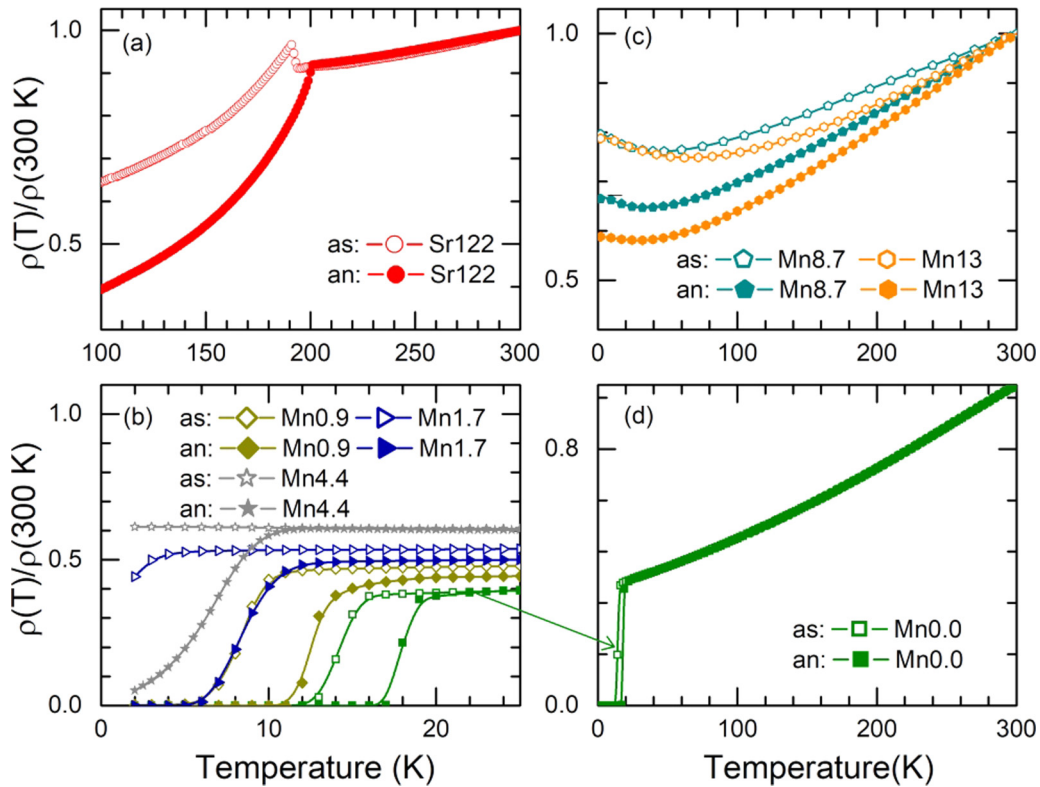 ρ(T)/ρ(300 K)
1.0
0.5
(a)
as: Sr122
an: Sr122
100 150 200 250 300
1.0
0.5
(c)
as: Mn8.7 Mn13
an: Mn8.7 Mn13
0 100 200 300
ρ(T)/ρ(300 K)
1.0
0.5
0.0
(b)
as: Mn0.9 Mn1.7
an: Mn0.9 Mn1.7
as: Mn4.4
an: Mn4.4
0 10 20
Temperature (K)
0.8
0.0
(d)
as: Mn0.0
an: Mn0.0
0 100 200 300
Temperature(K)